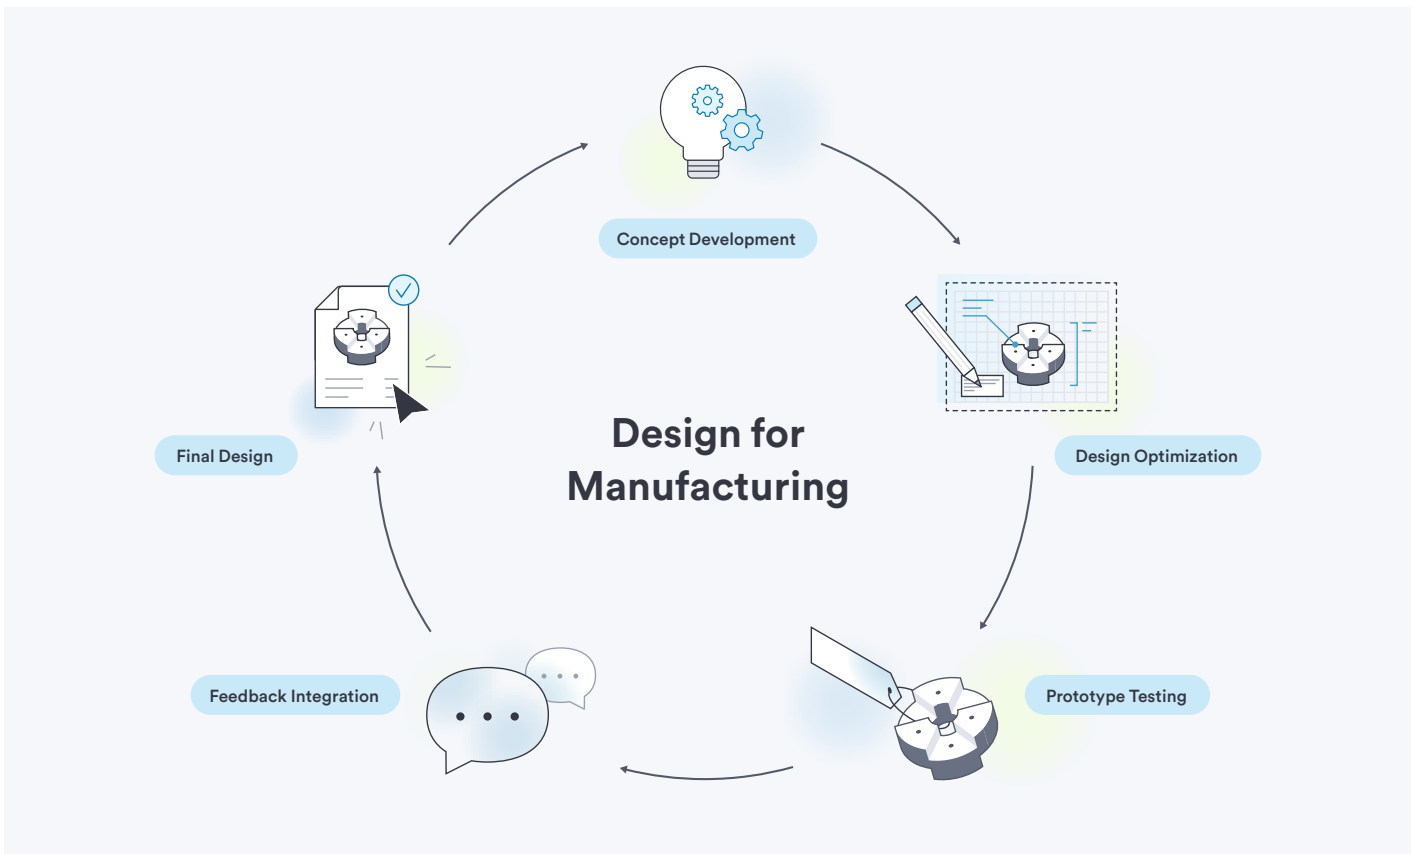 Concept Development
Design Optimization
Prototype Testing
Feedback Integration
Final Design
Design for
Manufacturing